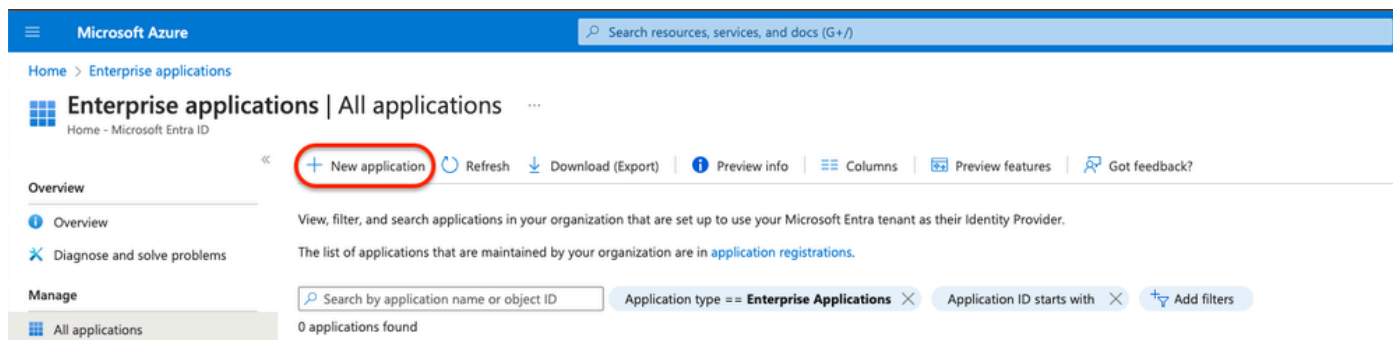 Microsoft Azure
Search resources, services, and docs (G+/)
Home > Enterprise applications
Enterprise applications | All applications ...
Home - Microsoft Entra ID
«
+ New application Refresh Download (Export) Preview info Columns Preview features Got feedback?
Overview
Overview
Diagnose and solve problems
Manage
All applications
View, filter, and search applications in your organization that are set up to use your Microsoft Entra tenant as their Identity Provider.
The list of applications that are maintained by your organization are in application registrations.
Search by application name or object ID
Application type == Enterprise Applications ×
Application ID starts with ×
Add filters
0 applications found